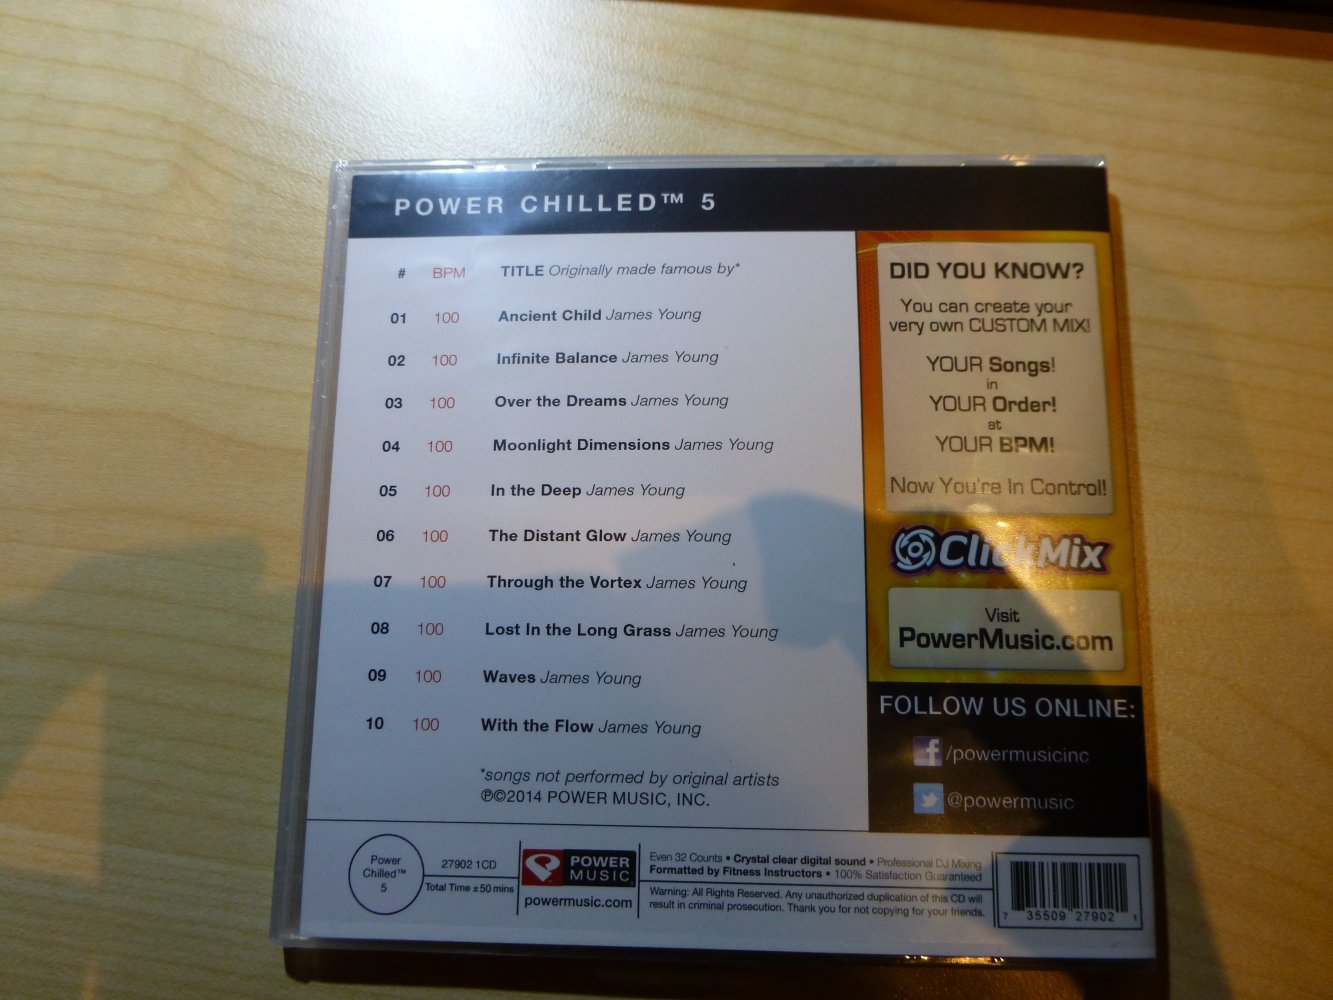 POWER CHILLED™ 5
# BPM TITLE Originally made famous by*
01 100 Ancient Child James Young
02 100 Infinite Balance James Young
03 100 Over the Dreams James Young
04 100 Moonlight Dimensions James Young
05 100 In the Deep James Young
06 100 The Distant Glow James Young
07 100 Through the Vortex James Young
08 100 Lost In the Long Grass James Young
09 100 Waves James Young
10 100 With the Flow James Young
*songs not performed by original artists
℗©2014 POWER MUSIC, INC.
DID YOU KNOW?
You can create your
very own CUSTOM MIX!
YOUR Songs!
in
YOUR Order!
at
YOUR BPM!
Now You're In Control!
ClickMix
Visit
PowerMusic.com
FOLLOW US ONLINE:
f /powermusicinc
@powermusic
Power
Chilled™
5
27902 1CD
Total Time ±50 mins
POWER
MUSIC
powermusic.com
Even 32 Counts • Crystal clear digital sound • Professional DJ Mixing
Formatted by Fitness Instructors • 100% Satisfaction Guaranteed
Warning: All Rights Reserved. Any unauthorized duplication of this CD will
result in criminal prosecution. Thank you for not copying for your friends.
7 35509 27902 1